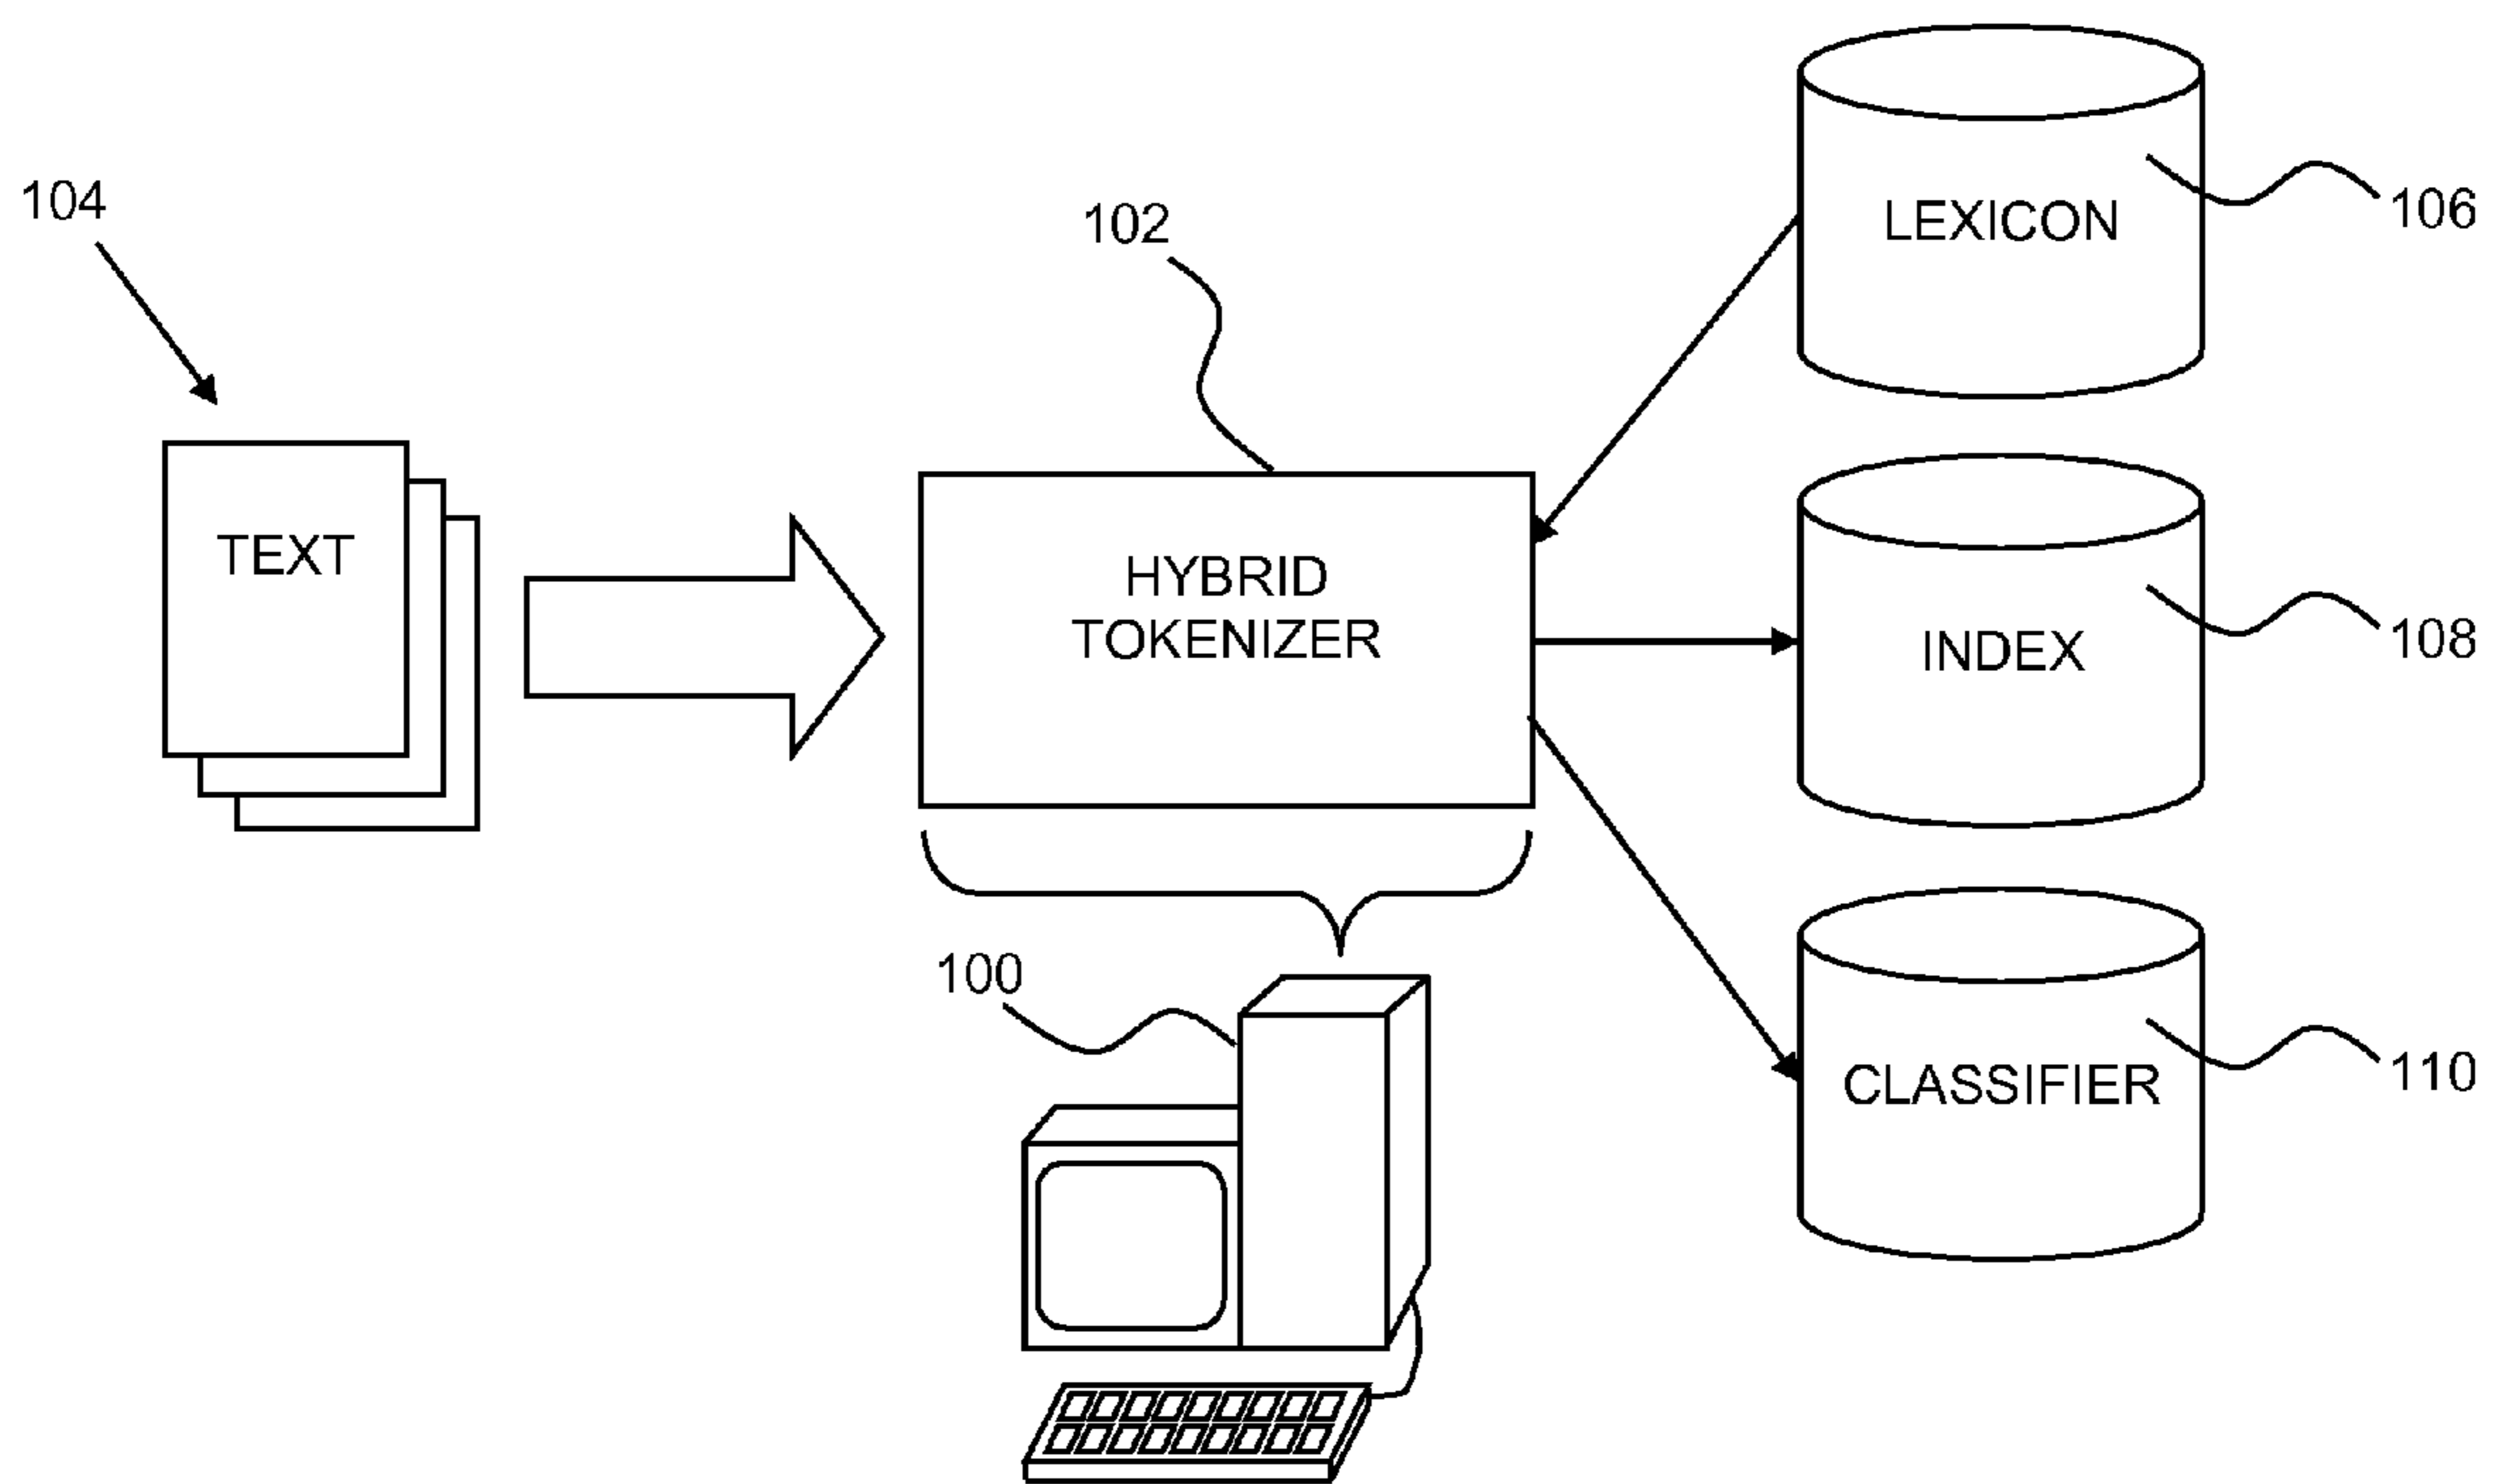 104
102
LEXICON
106
TEXT
HYBRID
TOKENIZER
INDEX
108
100
CLASSIFIER
110